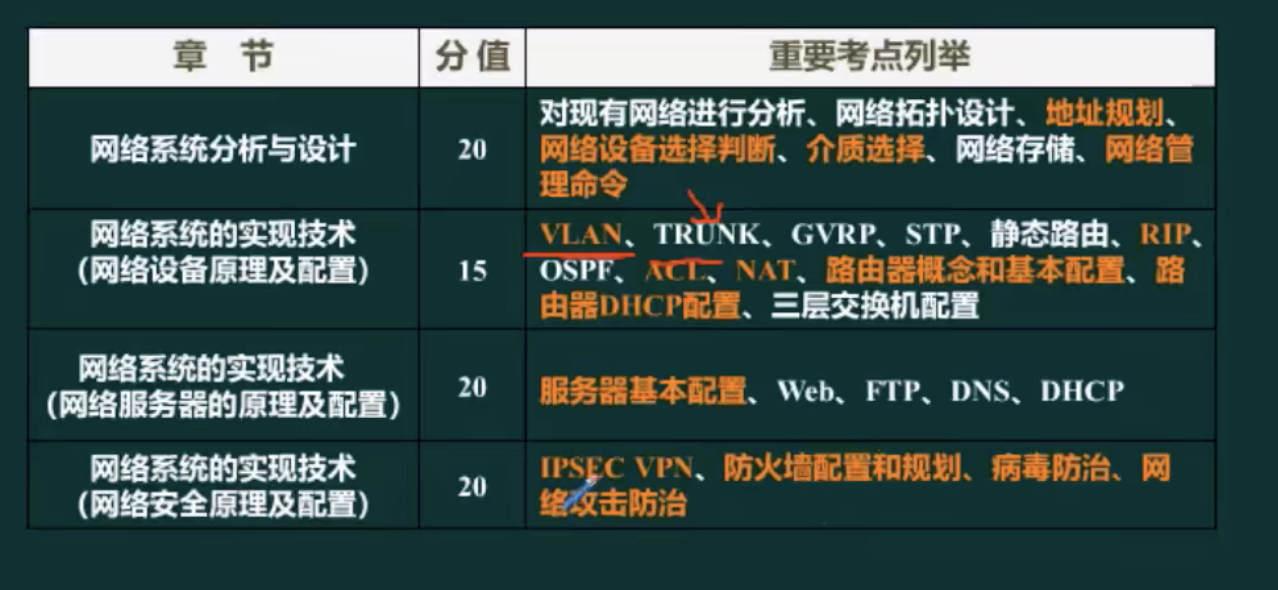 章 节 分值 重要考点列举
对现有网络进行分析、网络拓扑设计、地址规划、
网络系统分析与设计 20 网络设备选择判断、介质选择、网络存储、网络管
理命令
网络系统的实现技术 VLAN、TRUNK、GVRP、STP、静态路由、RIP、
(网络设备原理及配置) 15 OSPF、ACL、NAT、路由器概念和基本配置、路
由器DHCP配置、三层交换机配置
网络系统的实现技术
(网络服务器的原理及配置) 20 服务器基本配置、Web、FTP、DNS、DHCP
网络系统的实现技术 IPSEC VPN、防火墙配置和规划、病毒防治、网
(网络安全原理及配置) 20 络攻击防治